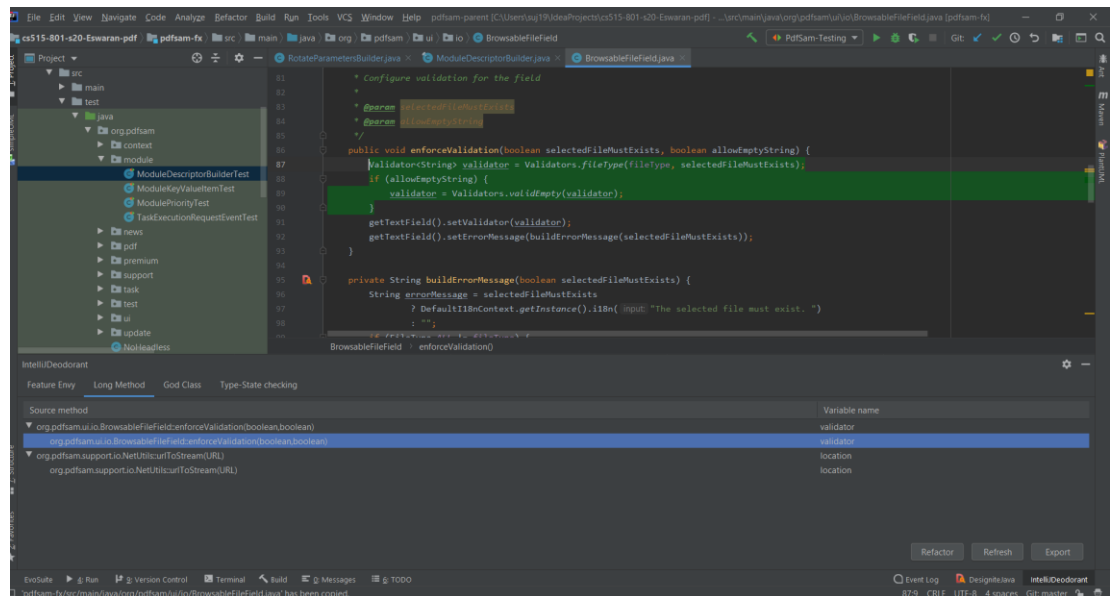 File Edit View Navigate Code Analyze Refactor Build Run Tools VCS Window Help pdfsam-parent [C:\Users\suj19\IdeaProjects\cs515-801-s20-Eswaran-pdf] - ...\src\main\java\org\pdfsam\ui\io\BrowsableFileField.java [pdfsam-fx]
cs515-801-s20-Eswaran-pdf pdfsam-fx src main java org pdfsam ui io BrowsableFileField PdfSam-Testing Git:
Project RotateParametersBuilder.java ModuleDescriptorBuilder.java BrowsableFileField.java
src
main
test
java
org.pdfsam
context
module
ModuleDescriptorBuilderTest
ModuleKeyValueItemTest
ModulePriorityTest
TaskExecutionRequestEventTest
news
pdf
premium
support
task
test
ui
update
NoHeadless
81 * Configure validation for the field
82 *
83 * @param selectedFileMustExists
84 * @param allowEmptyString
85 */
86 public void enforceValidation(boolean selectedFileMustExists, boolean allowEmptyString) {
87 Validator<String> validator = Validators.fileType(fileType, selectedFileMustExists);
88 if (allowEmptyString) {
89 validator = Validators.validEmpty(validator);
90 }
91 getTextField().setValidator(validator);
92 getTextField().setErrorMessage(buildErrorMessage(selectedFileMustExists));
93 }
94
95 private String buildErrorMessage(boolean selectedFileMustExists) {
96 String errorMessage = selectedFileMustExists
97 ? DefaultI18nContext.getInstance().i18n( input: "The selected file must exist. ")
98 : "";
BrowsableFileField > enforceValidation()
Ant
Maven
PlantUML
IntelliJDeodorant
Feature Envy Long Method God Class Type-State checking
Source method Variable name
org.pdfsam.ui.io.BrowsableFileField::enforceValidation(boolean,boolean) validator
org.pdfsam.ui.io.BrowsableFileField::enforceValidation(boolean,boolean) validator
org.pdfsam.support.io.NetUtils::urlToStream(URL) location
org.pdfsam.support.io.NetUtils::urlToStream(URL) location
Refactor Refresh Export
EvoSuite 4: Run 9: Version Control Terminal Build 0: Messages 6: TODO Event Log DesigniteJava IntelliJDeodorant
'pdfsam-fx/src/main/java/org/pdfsam/ui/io/BrowsableFileField.java' has been copied. 87:9 CRLF UTF-8 4 spaces Git: master